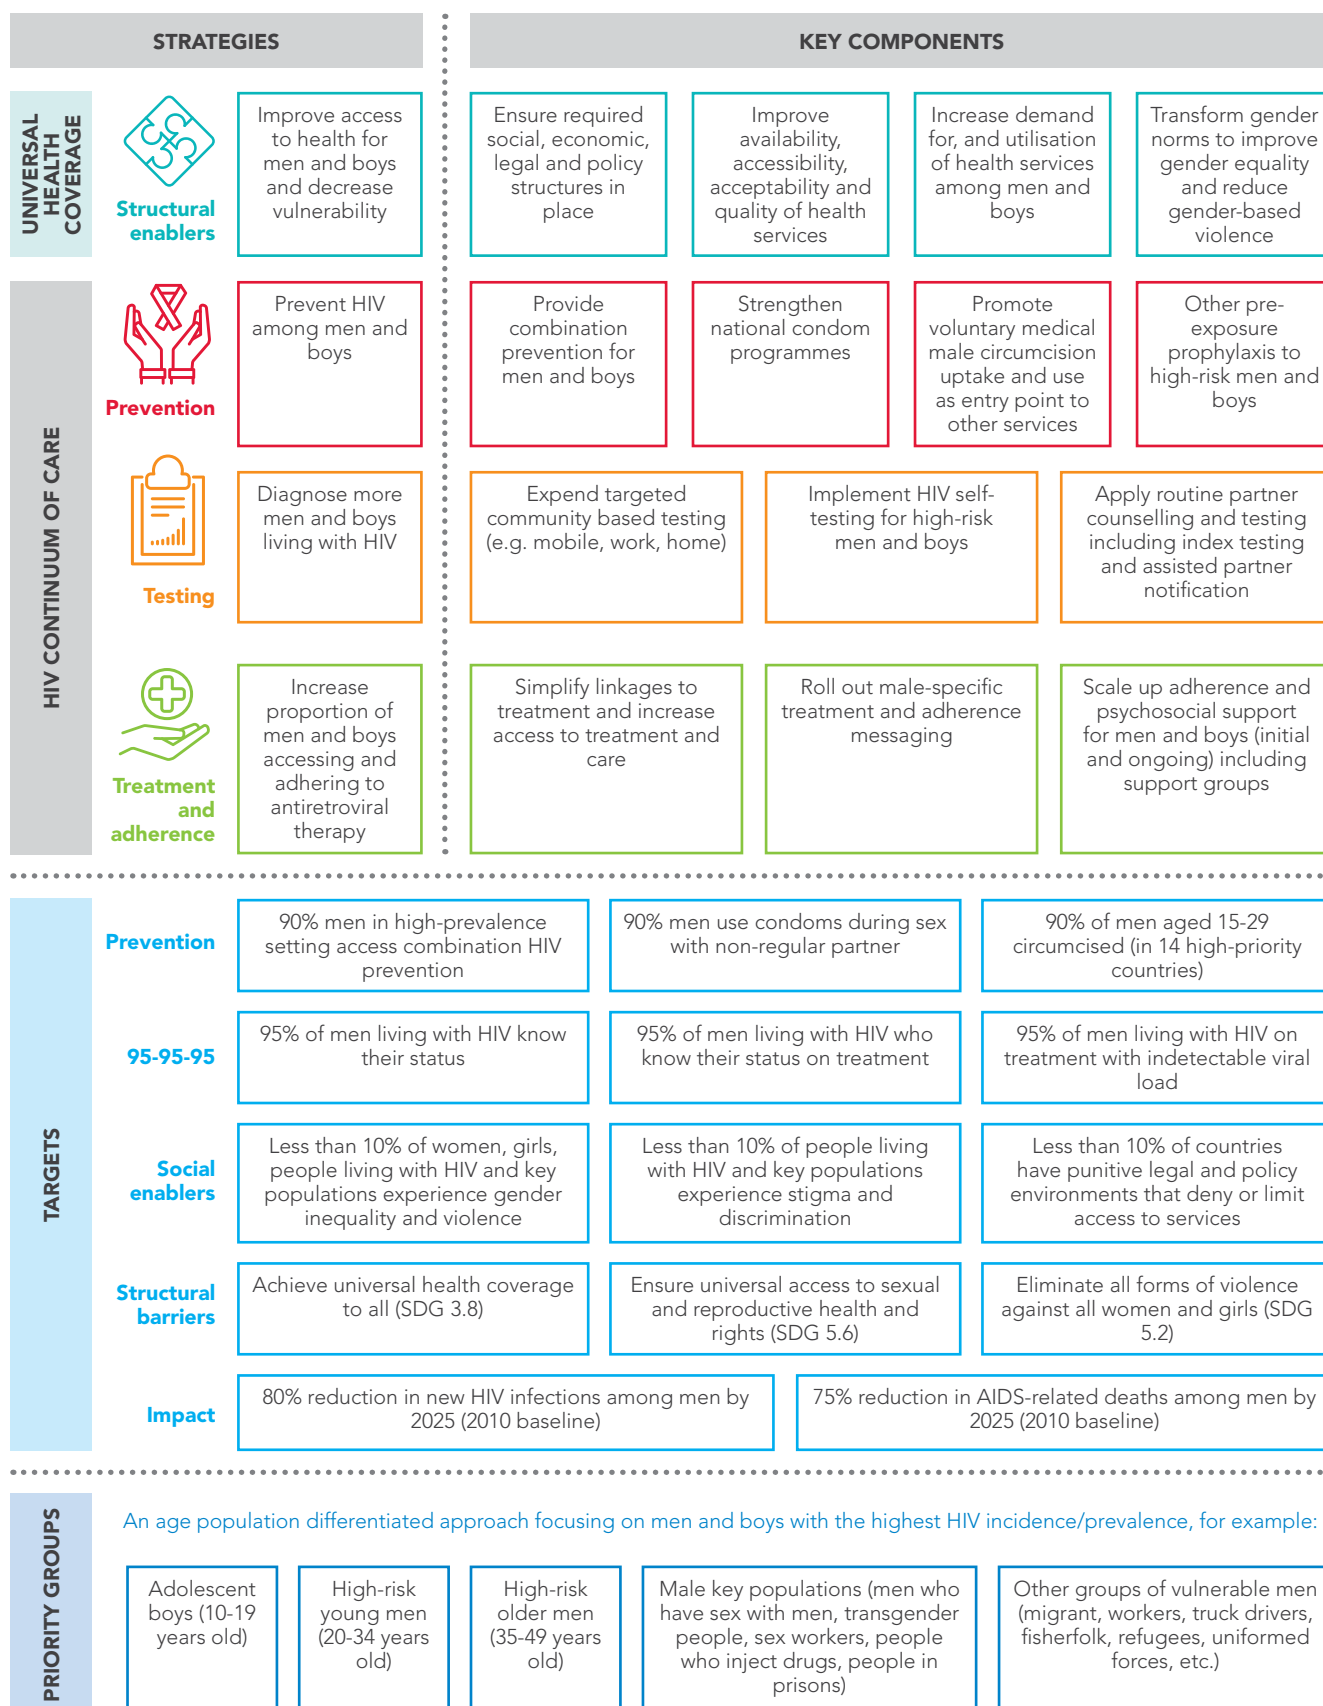 STRATEGIES
KEY COMPONENTS
UNIVERSAL
HEALTH
COVERAGE
Structural
enablers
Improve access
to health for
men and boys
and decrease
vulnerability
Ensure required
social, economic,
legal and policy
structures in
place
Improve
availability,
accessibility,
acceptability and
quality of health
services
Increase demand
for, and utilisation
of health services
among men and
boys
Transform gender
norms to improve
gender equality
and reduce
gender-based
violence
HIV CONTINUUM OF CARE
Prevention
Prevent HIV
among men and
boys
Provide
combination
prevention for
men and boys
Strengthen
national condom
programmes
Promote
voluntary medical
male circumcision
uptake and use
as entry point to
other services
Other pre-
exposure
prophylaxis to
high-risk men and
boys
Testing
Diagnose more
men and boys
living with HIV
Expend targeted
community based testing
(e.g. mobile, work, home)
Implement HIV self-
testing for high-risk
men and boys
Apply routine partner
counselling and testing
including index testing
and assisted partner
notification
Treatment
and
adherence
Increase
proportion of
men and boys
accessing and
adhering to
antiretroviral
therapy
Simplify linkages to
treatment and increase
access to treatment and
care
Roll out male-specific
treatment and adherence
messaging
Scale up adherence and
psychosocial support
for men and boys (initial
and ongoing) including
support groups
TARGETS
Prevention
90% men in high-prevalence
setting access combination HIV
prevention
90% men use condoms during sex
with non-regular partner
90% of men aged 15-29
circumcised (in 14 high-priority
countries)
95-95-95
95% of men living with HIV know
their status
95% of men living with HIV who
know their status on treatment
95% of men living with HIV on
treatment with indetectable viral
load
Social
enablers
Less than 10% of women, girls,
people living with HIV and key
populations experience gender
inequality and violence
Less than 10% of people living
with HIV and key populations
experience stigma and
discrimination
Less than 10% of countries
have punitive legal and policy
environments that deny or limit
access to services
Structural
barriers
Achieve universal health coverage
to all (SDG 3.8)
Ensure universal access to sexual
and reproductive health and
rights (SDG 5.6)
Eliminate all forms of violence
against all women and girls (SDG
5.2)
Impact
80% reduction in new HIV infections among men by
2025 (2010 baseline)
75% reduction in AIDS-related deaths among men by
2025 (2010 baseline)
PRIORITY GROUPS
An age population differentiated approach focusing on men and boys with the highest HIV incidence/prevalence, for example:
Adolescent
boys (10-19
years old)
High-risk
young men
(20-34 years
old)
High-risk
older men
(35-49 years
old)
Male key populations (men who
have sex with men, transgender
people, sex workers, people
who inject drugs, people in
prisons)
Other groups of vulnerable men
(migrant, workers, truck drivers,
fisherfolk, refugees, uniformed
forces, etc.)